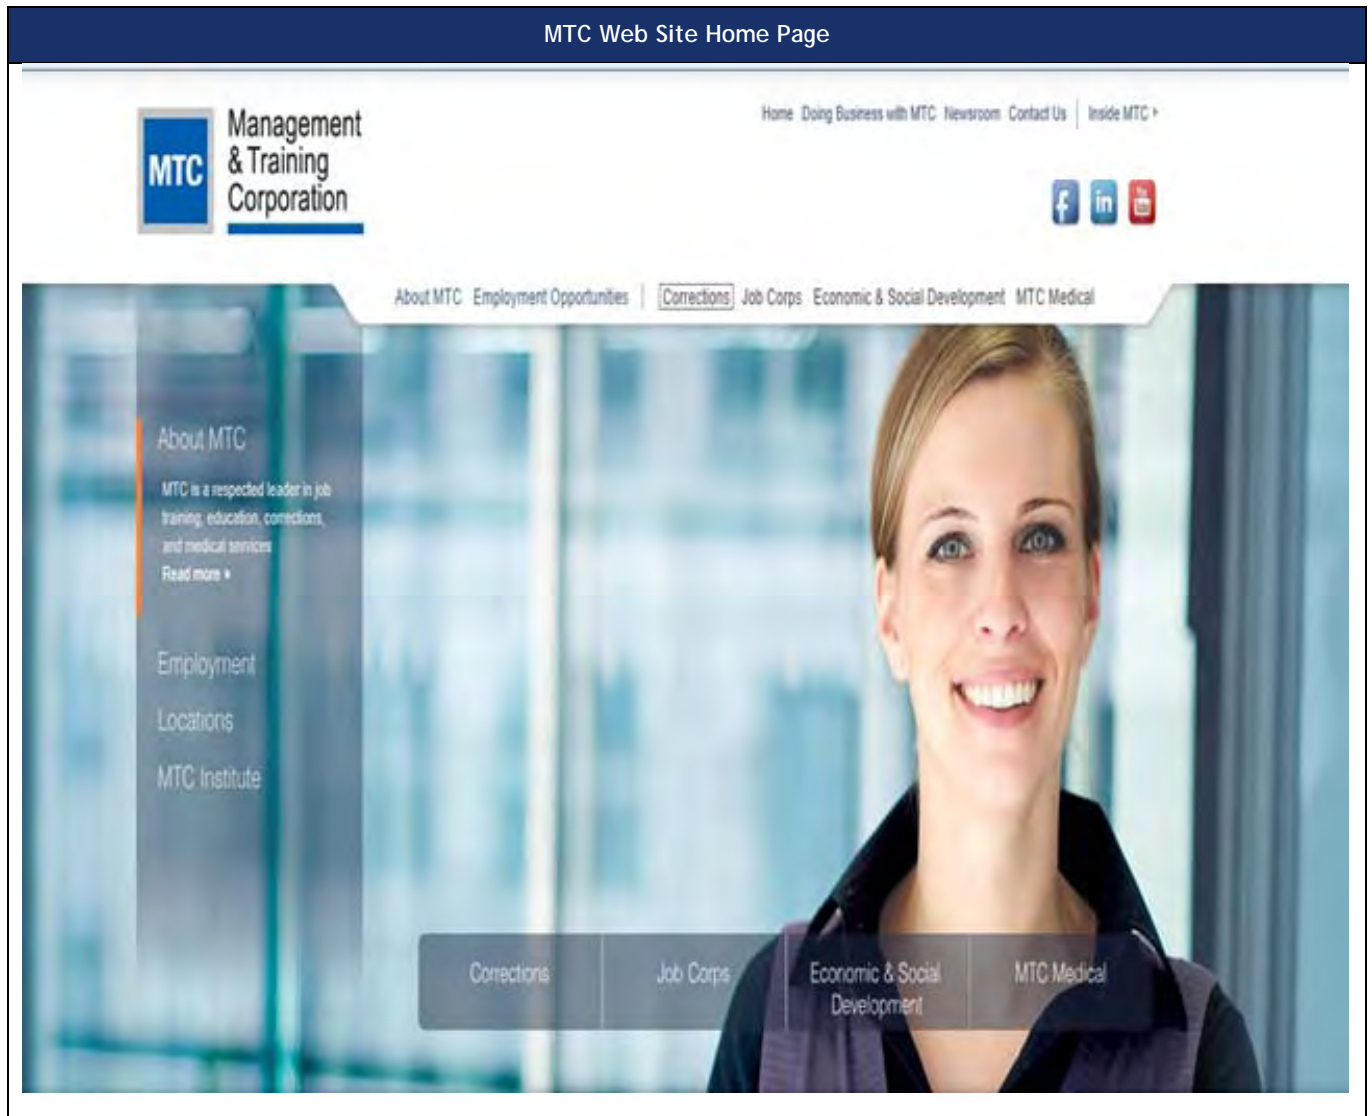 MTC Web Site Home Page
MTC
Management
& Training
Corporation
Home Doing Business with MTC Newsroom Contact Us | Inside MTC
f in You Tube
About MTC Employment Opportunities | Corrections Job Corps Economic & Social Development MTC Medical
About MTC
MTC is a respected leader in job
training, education, corrections,
and medical services
Read more
Employment
Locations
MTC Institute
Corrections
Job Corps
Economic & Social
Development
MTC Medical